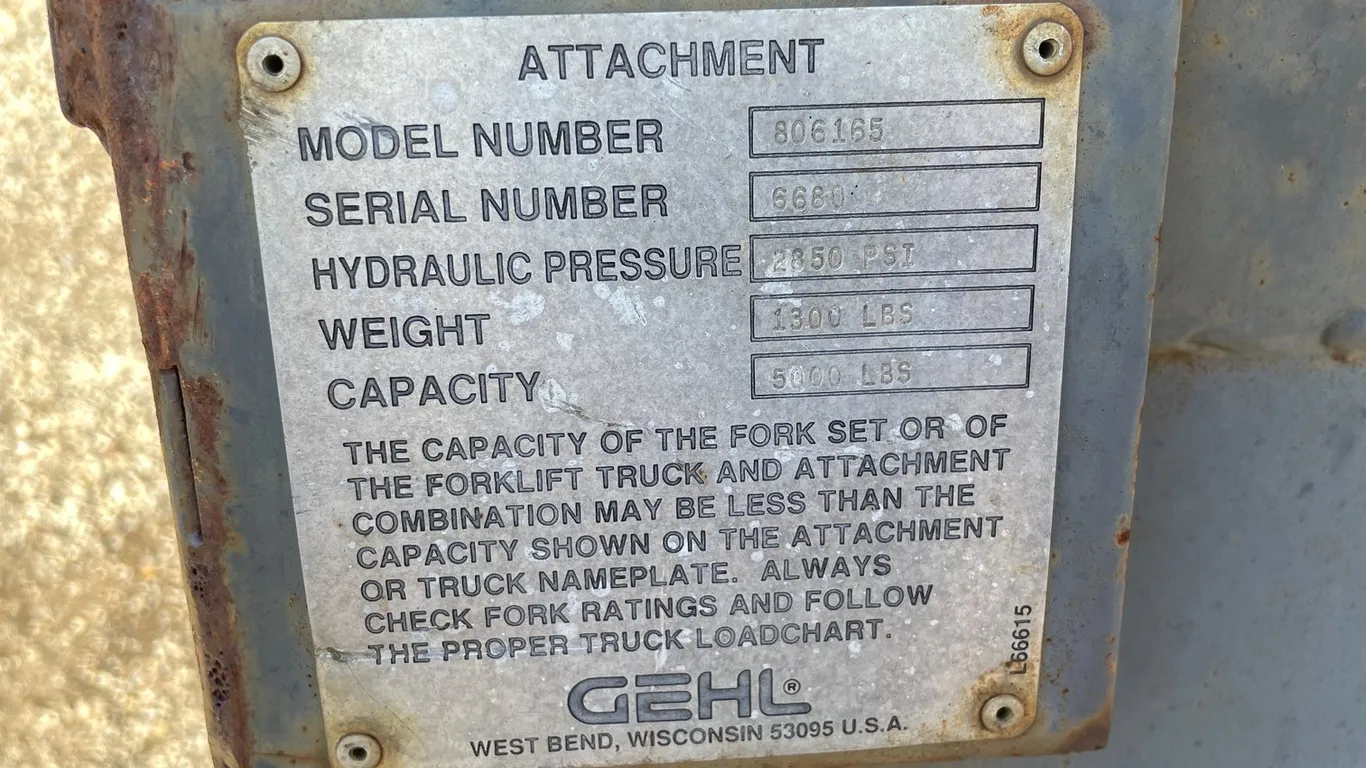 ATTACHMENT
MODEL NUMBER 806165
SERIAL NUMBER 6680
HYDRAULIC PRESSURE 2850 PSI
WEIGHT 1300 LBS
CAPACITY 5000 LBS
THE CAPACITY OF THE FORK SET OR OF
THE FORKLIFT TRUCK AND ATTACHMENT
COMBINATION MAY BE LESS THAN THE
CAPACITY SHOWN ON THE ATTACHMENT
OR TRUCK NAMEPLATE. ALWAYS
CHECK FORK RATINGS AND FOLLOW
THE PROPER TRUCK LOADCHART.
L66615
GEHL®
WEST BEND, WISCONSIN 53095 U.S.A.